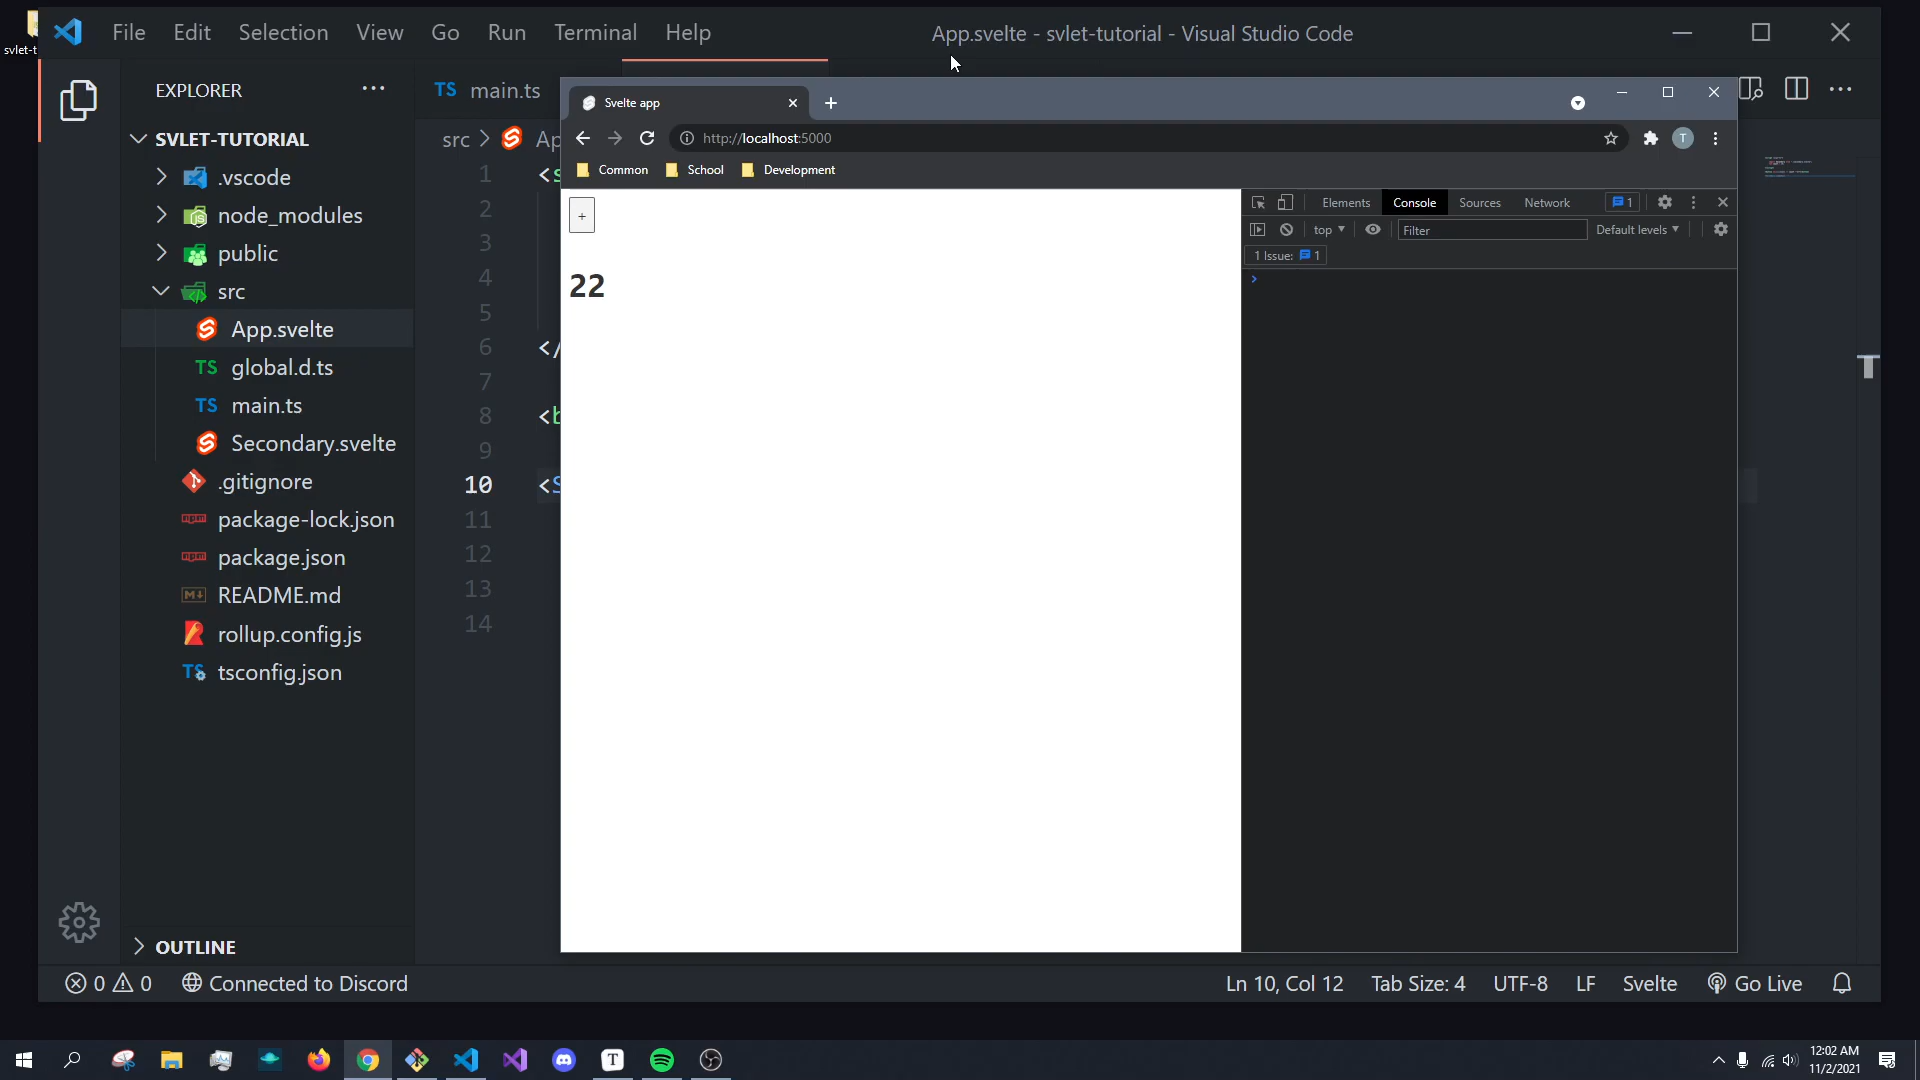 svlet-t
File Edit Selection View Go Run Terminal Help
App.svelte - svlet-tutorial - Visual Studio Code
EXPLORER
SVLET-TUTORIAL
.vscode
node_modules
public
src
App.svelte
TS global.d.ts
TS main.ts
Secondary.svelte
.gitignore
package-lock.json
package.json
README.md
rollup.config.js
TS tsconfig.json
OUTLINE
TS main.ts
src > Ap
1 <s
2
3
4
5
6 </
7
8 <b
9
10 <S
11
12
13
14
Svelte app
http://localhost:5000
T
Common School Development
+
22
Elements Console Sources Network 1
top Filter Default levels
1 Issue: 1
0 0 Connected to Discord
Ln 10, Col 12 Tab Size: 4 UTF-8 LF Svelte Go Live
T
12:02 AM
11/2/2021